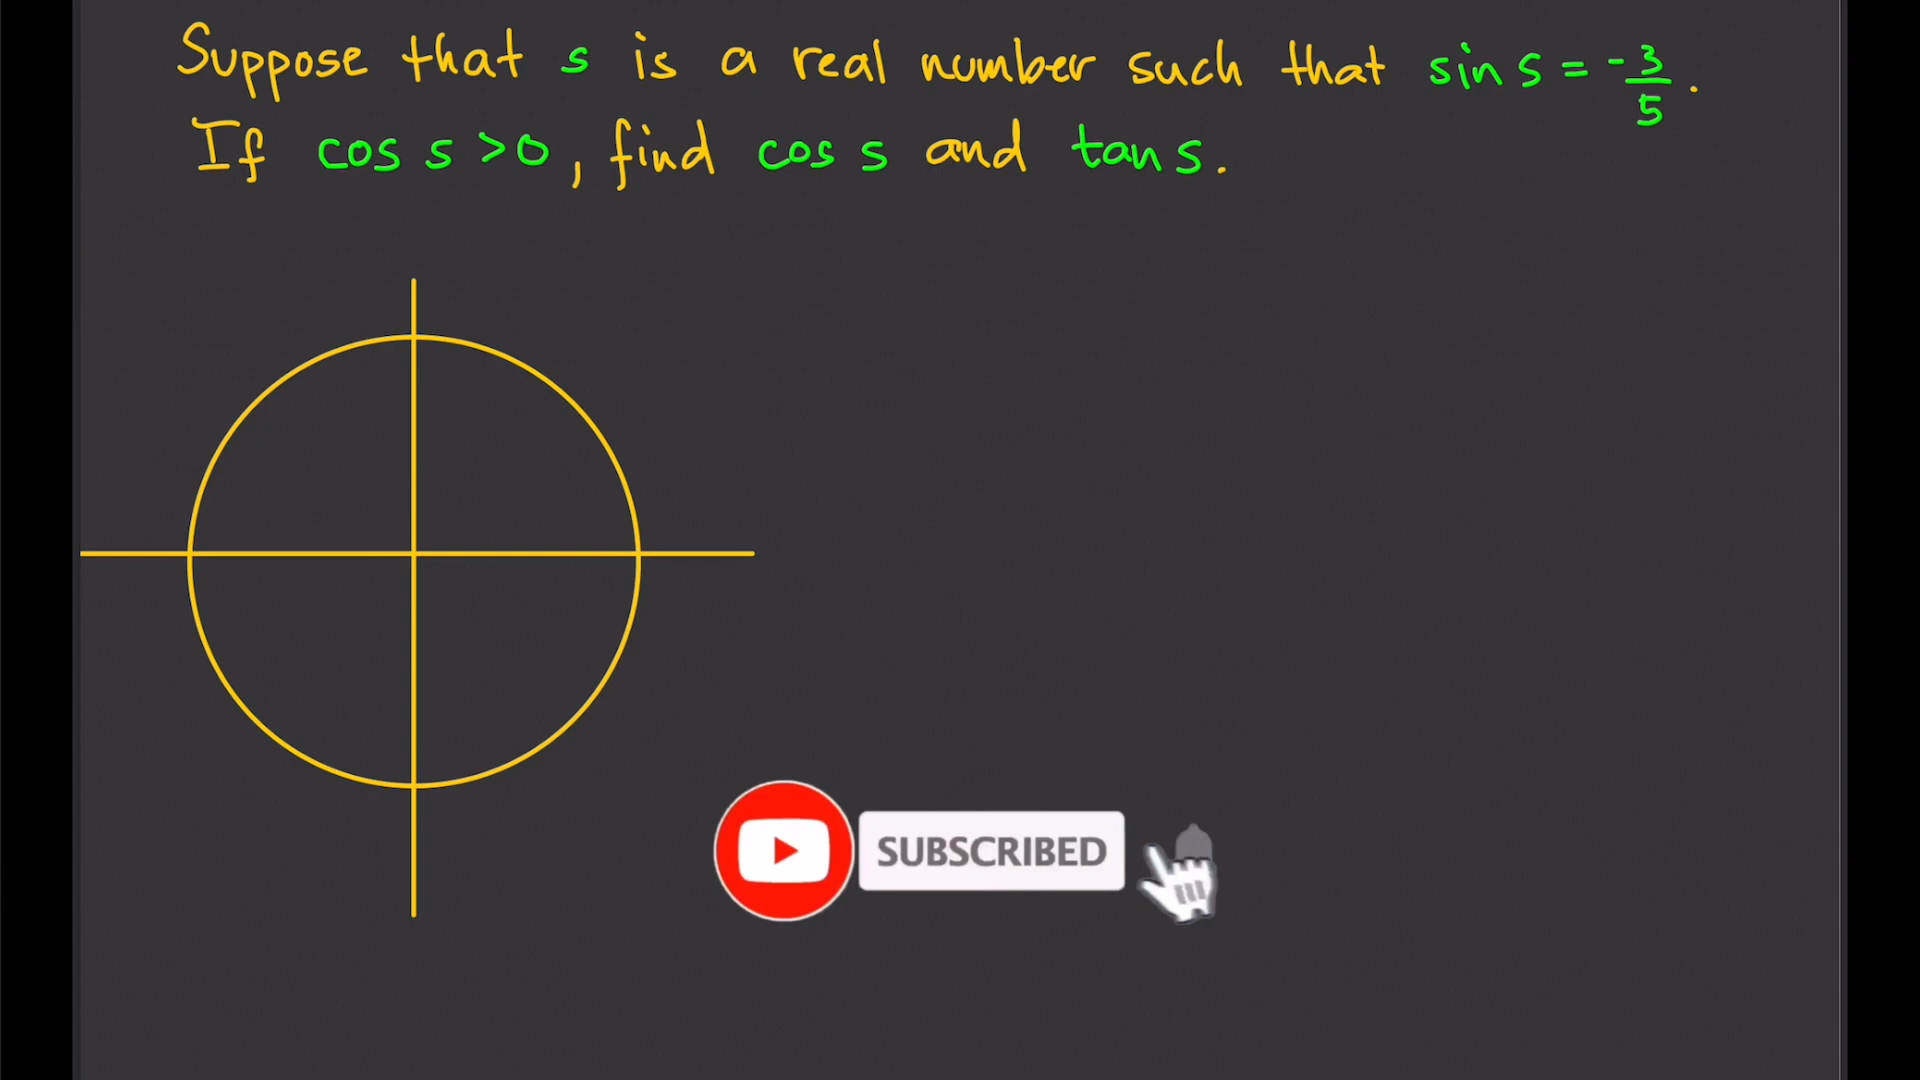 Suppose that s is a real number such that sin s = -3/5.
If cos s > 0, find cos s and tan s.
SUBSCRIBED